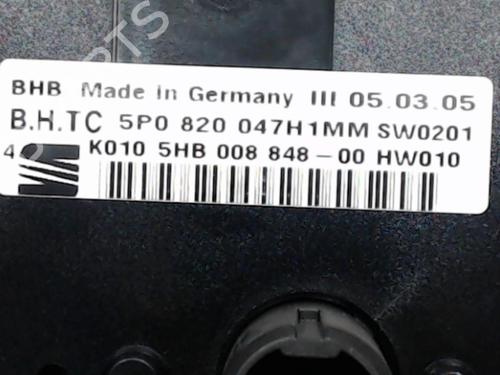 BHB Made in Germany III 05.03.05
B.H.TC 5P0 820 047H1MM SW0201
4 K010 5HB 008 848-00 HW010